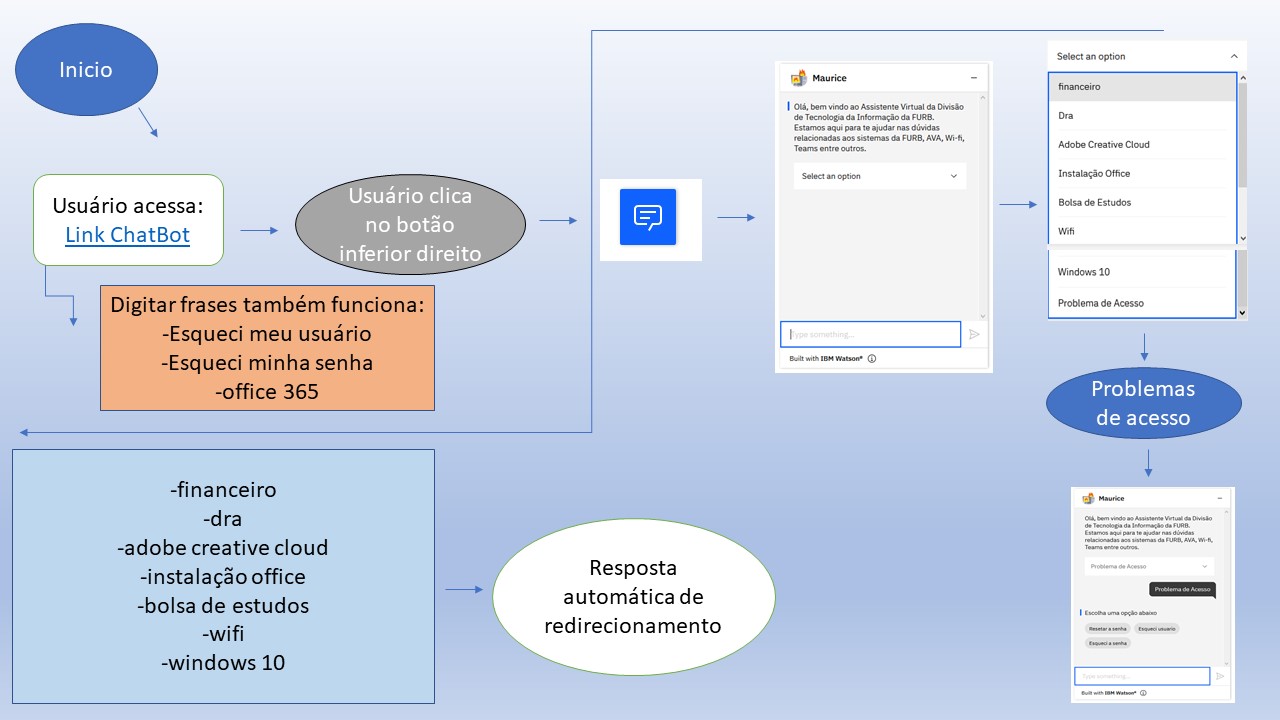 Inicio
Usuário acessa:
Link ChatBot
Usuário clica
no botão
inferior direito
Digitar frases também funciona:
-Esqueci meu usuário
-Esqueci minha senha
-office 365
Maurice
Olá, bem vindo ao Assistente Virtual da Divisão
de Tecnologia da Informação da FURB.
Estamos aqui para te ajudar nas dúvidas
relacionadas aos sistemas da FURB, AVA, Wi-fi,
Teams entre outros.
Select an option
Type something...
Built with IBM Watson®
Select an option
financeiro
Dra
Adobe Creative Cloud
Instalação Office
Bolsa de Estudos
Wifi
Windows 10
Problema de Acesso
Problemas
de acesso
Maurice
Olá, bem vindo ao Assistente Virtual da Divisão
de Tecnologia da Informação da FURB.
Estamos aqui para te ajudar nas dúvidas
relacionadas aos sistemas da FURB, AVA, Wi-fi,
Teams entre outros.
Problema de Acesso
Problema de Acesso
Escolha uma opção abaixo
Resetar a senha Esqueci usuario
Esqueci a senha
Type something...
Built with IBM Watson®
-financeiro
-dra
-adobe creative cloud
-instalação office
-bolsa de estudos
-wifi
-windows 10
Resposta
automática de
redirecionamento